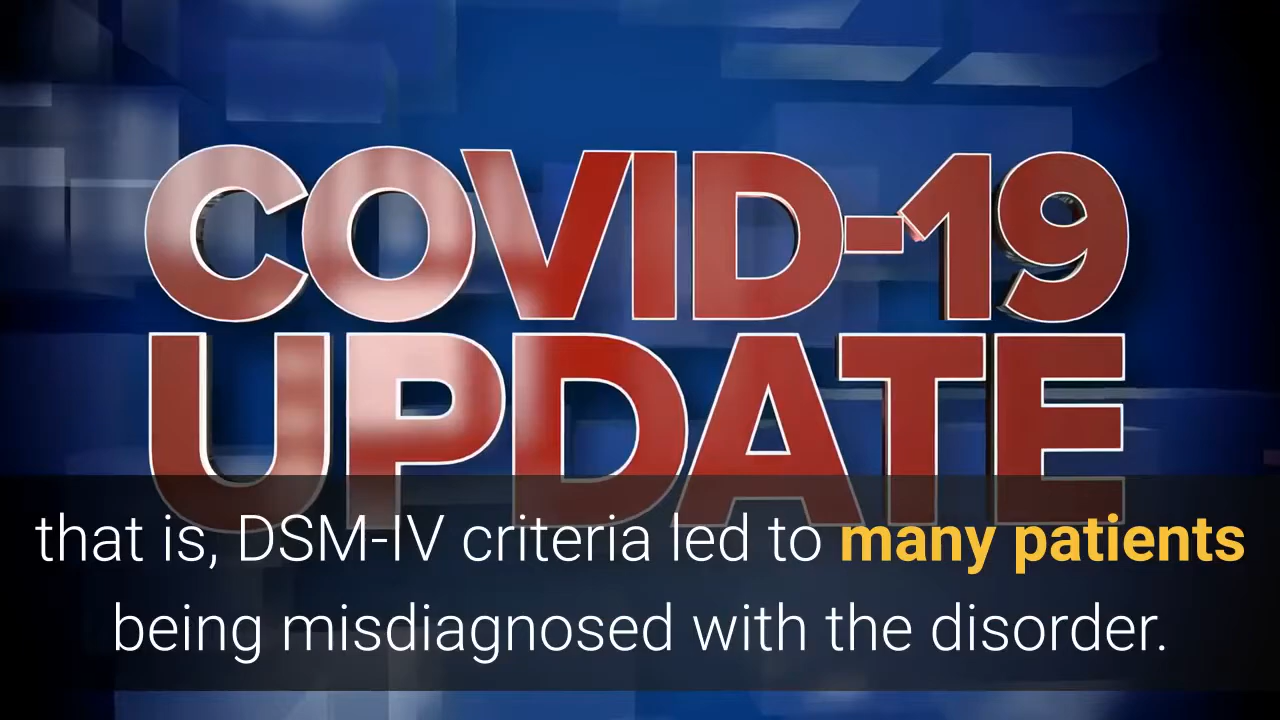 COVID-19
UPDATE
that is, DSM-IV criteria led to many patients
being misdiagnosed with the disorder.